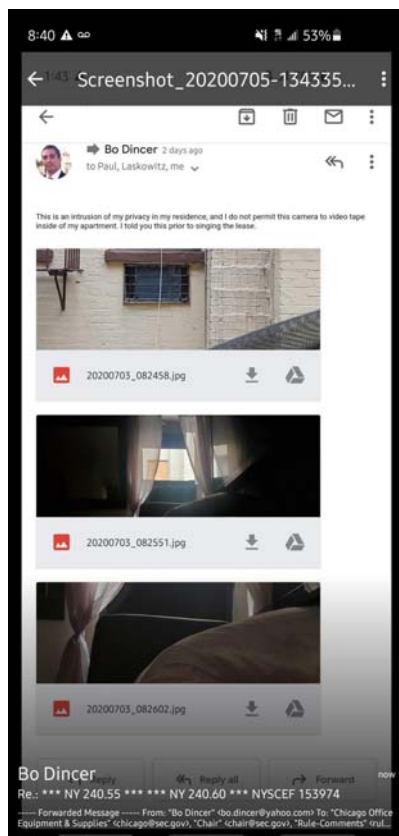 8:40
53%
Screenshot_20200705-134335...
Bo Dincer 2 days ago
to Paul, Laskowitz, me
This is an intrusion of my privacy in my residence, and I do not permit this camera to video tape
inside of my apartment. I told you this prior to singing the lease.
20200703_082458.jpg
20200703_082551.jpg
20200703_082602.jpg
Reply
Reply all
Forward
Bo Dincer
now
Re.: *** NY 240.55 *** *** NY 240.60 *** NYSCEF 153974
----- Forwarded Message ----- From: "Bo Dincer" <bo.dincer@yahoo.com> To: "Chicago Office
Equipment & Supplies" <chicago@sec.gov>, "Chair" <chair@sec.gov>, "Rule-Comments" <rul...